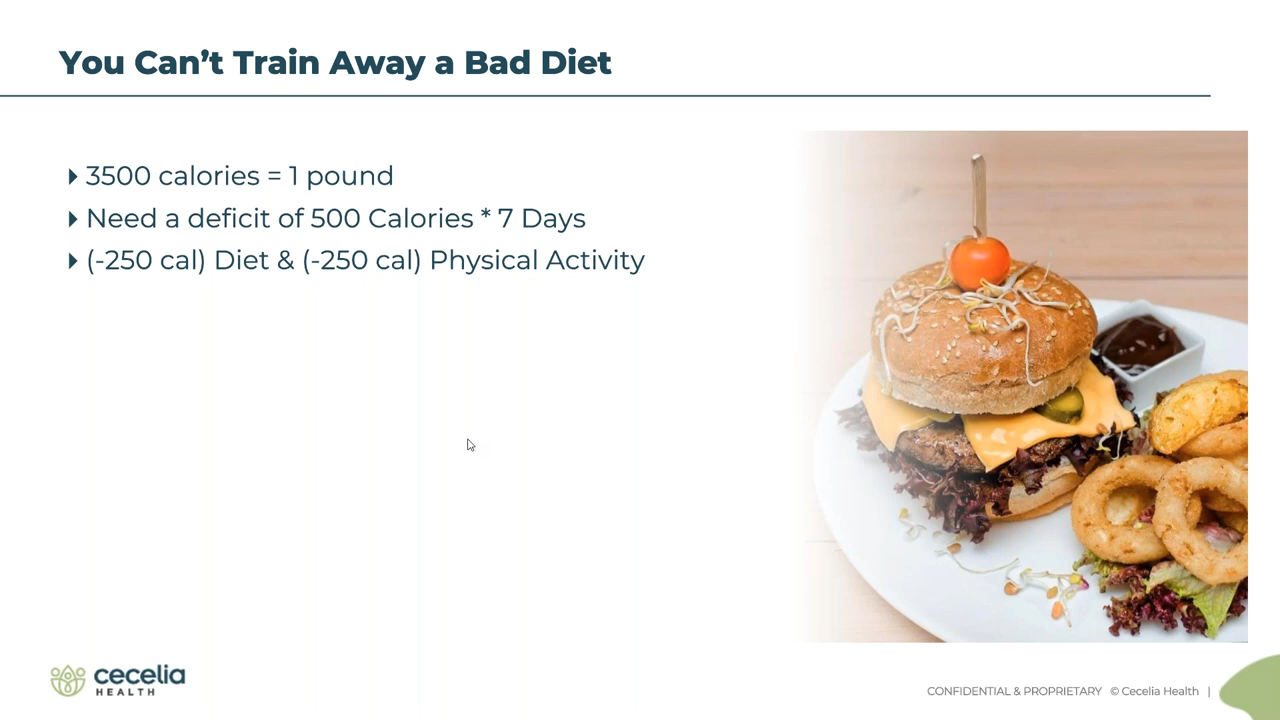 You Can’t Train Away a Bad Diet
3500 calories = 1 pound
Need a deficit of 500 Calories * 7 Days
(-250 cal) Diet & (-250 cal) Physical Activity
cecelia
HEALTH
CONFIDENTIAL & PROPRIETARY © Cecelia Health |